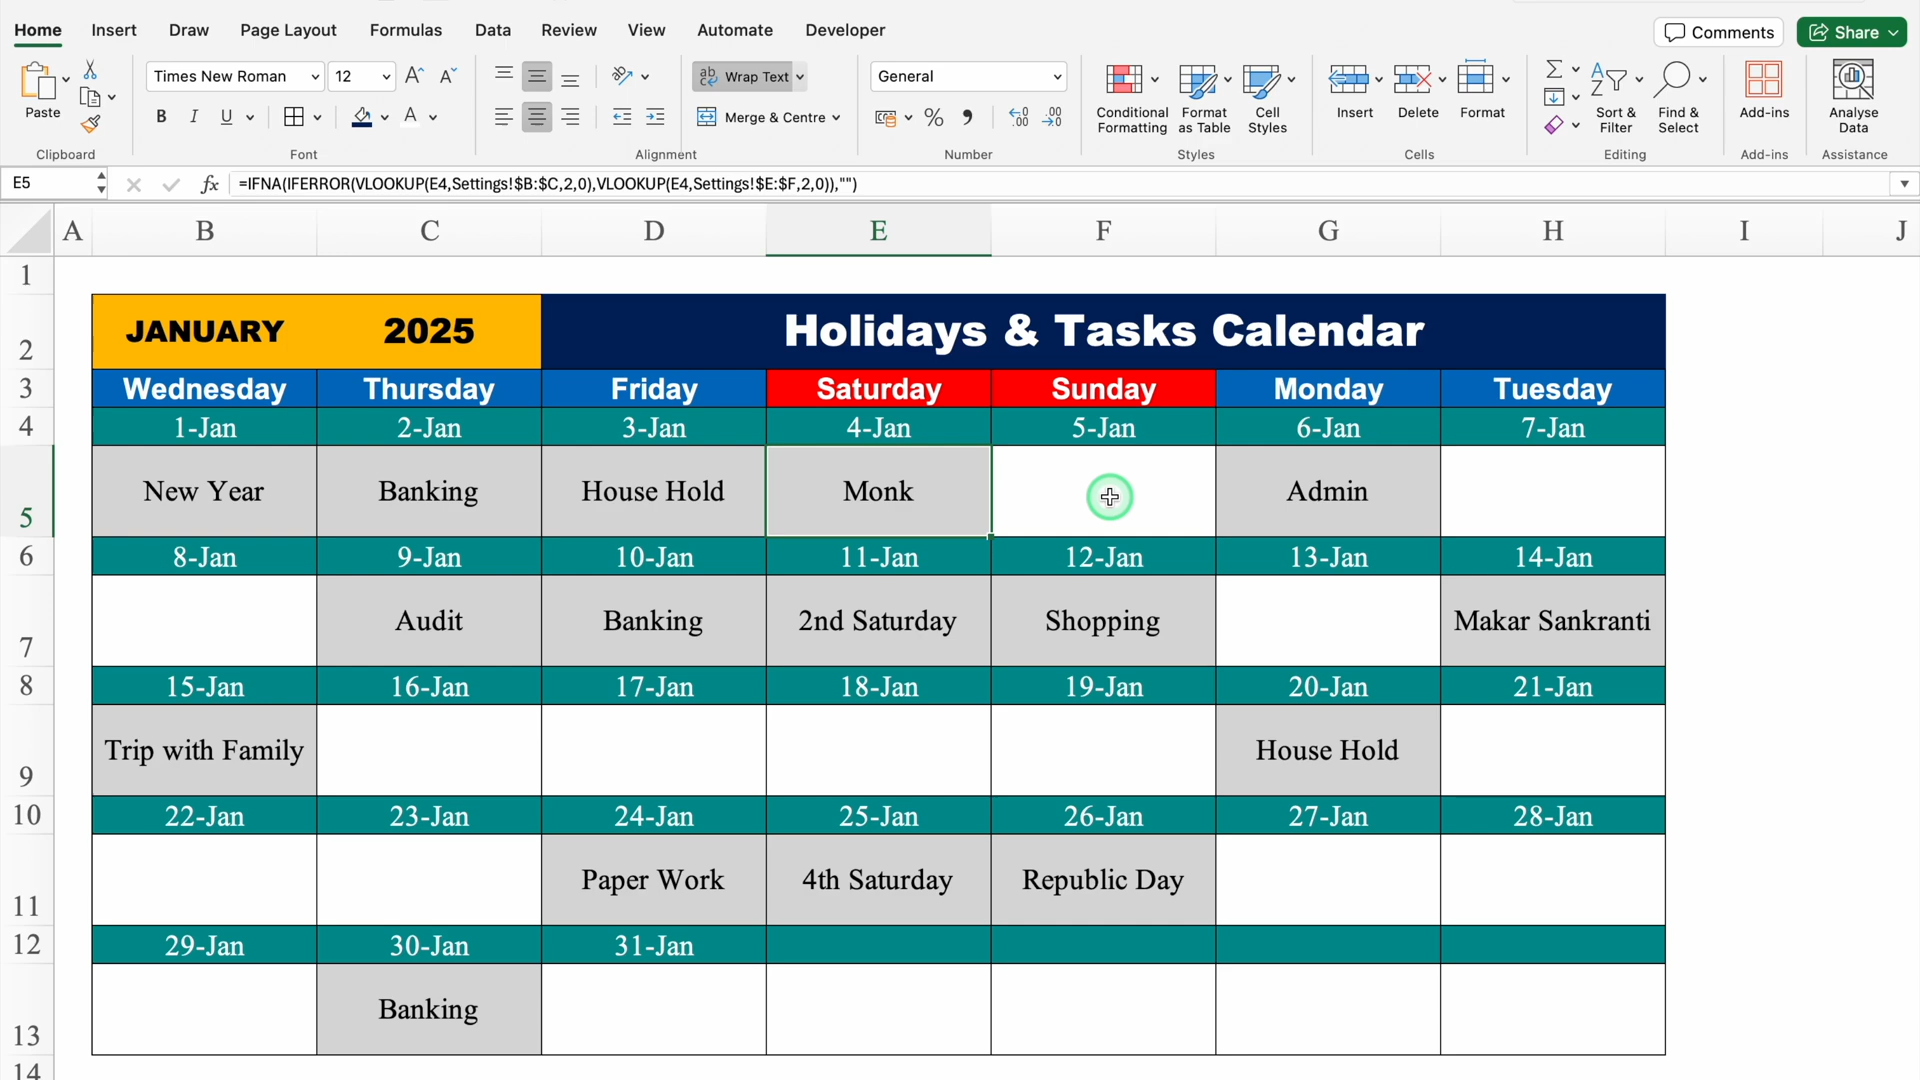 Home Insert Draw Page Layout Formulas Data Review View Automate Developer Comments Share
Paste Times New Roman 12 Wrap Text General
B I U A Merge & Centre % Conditional Formatting Format as Table Cell Styles Insert Delete Format Sort & Filter Find & Select Add-ins Analyse Data
Clipboard Font Alignment Number Styles Cells Editing Add-ins Assistance
E5 fx =IFNA(IFERROR(VLOOKUP(E4,Settings!$B:$C,2,0),VLOOKUP(E4,Settings!$E:$F,2,0)),"")
A B C D E F G H I J
1
2 JANUARY 2025 Holidays & Tasks Calendar
3 Wednesday Thursday Friday Saturday Sunday Monday Tuesday
4 1-Jan 2-Jan 3-Jan 4-Jan 5-Jan 6-Jan 7-Jan
5 New Year Banking House Hold Monk Admin
6 8-Jan 9-Jan 10-Jan 11-Jan 12-Jan 13-Jan 14-Jan
7 Audit Banking 2nd Saturday Shopping Makar Sankranti
8 15-Jan 16-Jan 17-Jan 18-Jan 19-Jan 20-Jan 21-Jan
9 Trip with Family House Hold
10 22-Jan 23-Jan 24-Jan 25-Jan 26-Jan 27-Jan 28-Jan
11 Paper Work 4th Saturday Republic Day
12 29-Jan 30-Jan 31-Jan
13 Banking
14